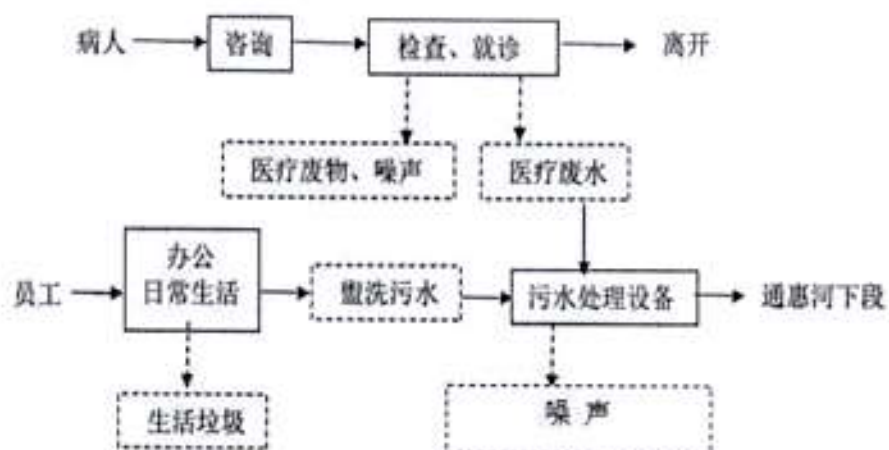 病人 咨询 检查、就诊 离开
医疗废物、噪声 医疗废水
办公
员工 日常生活 盟洗污水 污水处理设备 通惠河下段
生活垃圾 噪声